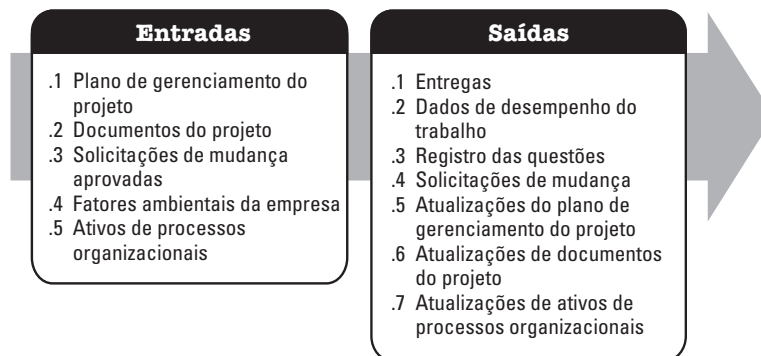 Entradas
.1 Plano de gerenciamento do
projeto
.2 Documentos do projeto
.3 Solicitações de mudança
aprovadas
.4 Fatores ambientais da empresa
.5 Ativos de processos
organizacionais
Saídas
.1 Entregas
.2 Dados de desempenho do
trabalho
.3 Registro das questões
.4 Solicitações de mudança
.5 Atualizações do plano de
gerenciamento do projeto
.6 Atualizações de documentos
do projeto
.7 Atualizações de ativos de
processos organizacionais